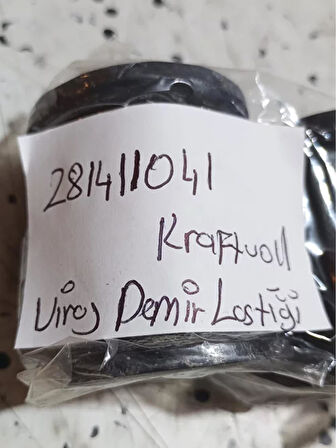 281411041
Kraftvoll
Viraj Demir Lastiği